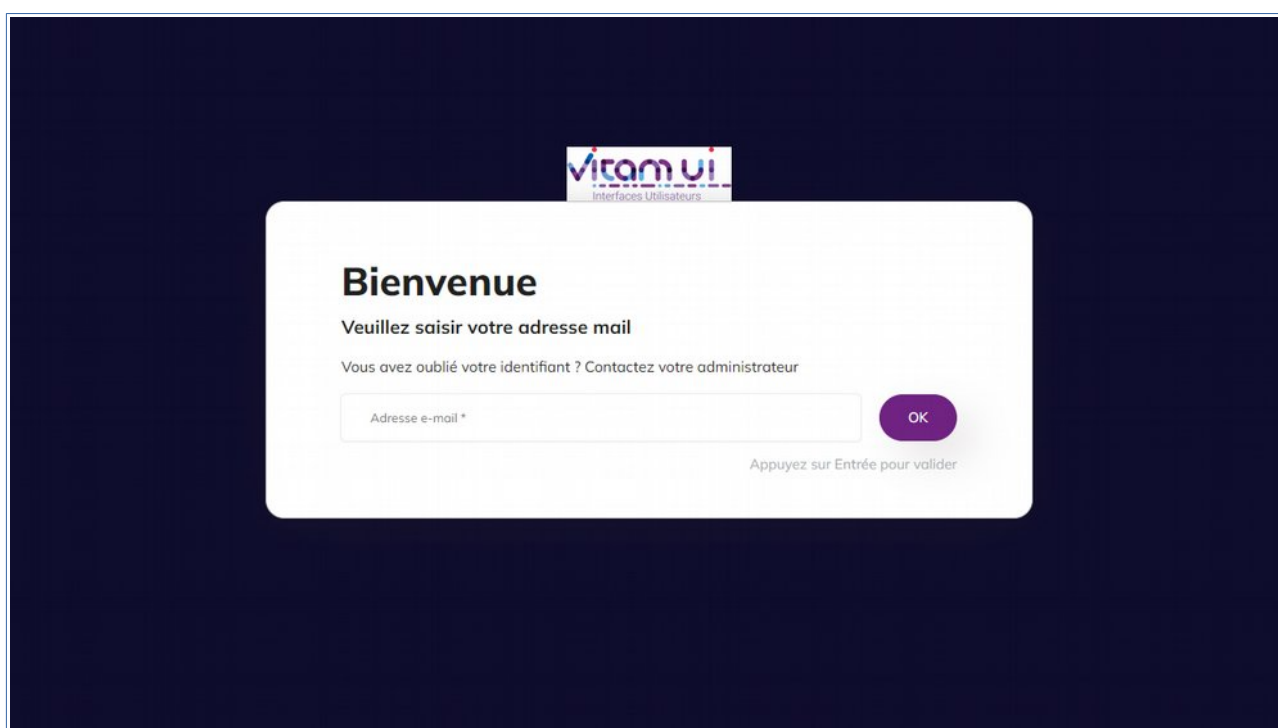 vitam ui
Interfaces Utilisateurs
Bienvenue
Veuillez saisir votre adresse mail
Vous avez oublié votre identifiant ? Contactez votre administrateur
Adresse e-mail *
OK
Appuyez sur Entrée pour valider